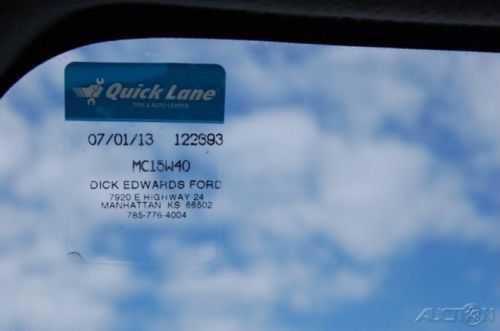 Quick Lane
TIRE & AUTO CENTER
07/01/13 122693
MC15W40
DICK EDWARDS FORD
7920 E HIGHWAY 24
MANHATTAN KS 66502
785-776-4004
AUCTION